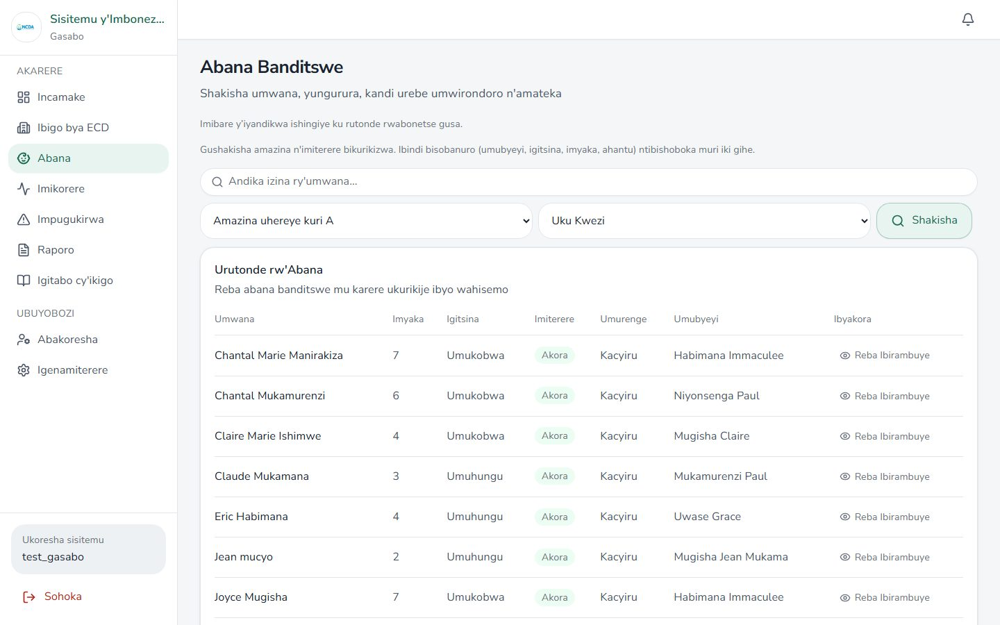 NCDA
Sisitemu y'Imbonez...
Gasabo
AKARERE
Incamake
Ibigo bya ECD
Abana
Imikorere
Impugukirwa
Raporo
Igitabo cy'ikigo
UBUYOBOZI
Abakoresha
Igenamiterere
Ukoresha sisitemu
test_gasabo
Sohoka
Abana Banditswe
Shakisha umwana, yungurura, kandi urebe umwirondoro n'amateka
Imibare y’iyandikwa ishingiye ku rutonde rwabonetse gusa.
Gushakisha amazina n'imiterere bikurikizwa. Ibindi bisobanuro (umubyeyi, igitsina, imyaka, ahantu) ntibishoboka muri iki gihe.
Andika izina ry'umwana...
Amazina uhereye kuri A Uku Kwezi Shakisha
Urutonde rw'Abana
Reba abana banditswe mu karere ukurikije ibyo wahisemo
Umwana Imyaka Igitsina Imiterere Umurenge Umubyeyi Ibyakora
Chantal Marie Manirakiza 7 Umukobwa Akora Kacyiru Habimana Immaculee Reba Ibirambuye
Chantal Mukamurenzi 6 Umukobwa Akora Kacyiru Niyonsenga Paul Reba Ibirambuye
Claire Marie Ishimwe 4 Umukobwa Akora Kacyiru Mugisha Claire Reba Ibirambuye
Claude Mukamana 3 Umuhungu Akora Kacyiru Mukamurenzi Paul Reba Ibirambuye
Eric Habimana 4 Umuhungu Akora Kacyiru Uwase Grace Reba Ibirambuye
Jean mucyo 2 Umuhungu Akora Kacyiru Mugisha Jean Mukama Reba Ibirambuye
Joyce Mugisha 7 Umukobwa Akora Kacyiru Habimana Immaculee Reba Ibirambuye